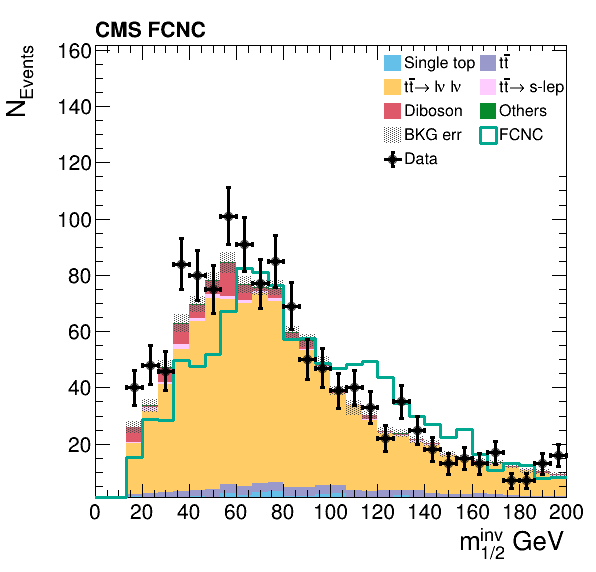 CMS FCNC
N_Events
160
140
120
100
80
60
40
20
0 20 40 60 80 100 120 140 160 180 200
m^inv_1/2 GeV
Single top tt̅
tt̅→ lν lν tt̅→ s-lep
Diboson Others
BKG err FCNC
Data